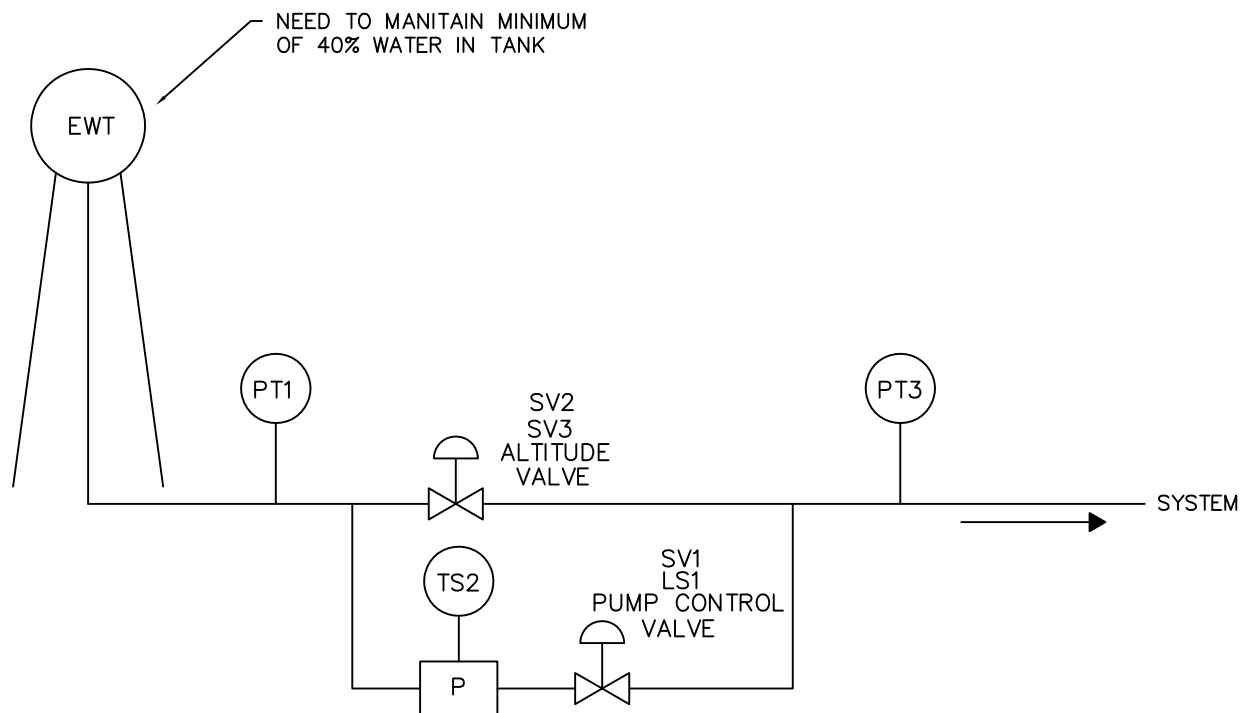 NEED TO MANITAIN MINIMUM
OF 40% WATER IN TANK
EWT
PT1
SV2
SV3
ALTITUDE
VALVE
PT3
SYSTEM
TS2
SV1
LS1
PUMP CONTROL
VALVE
P